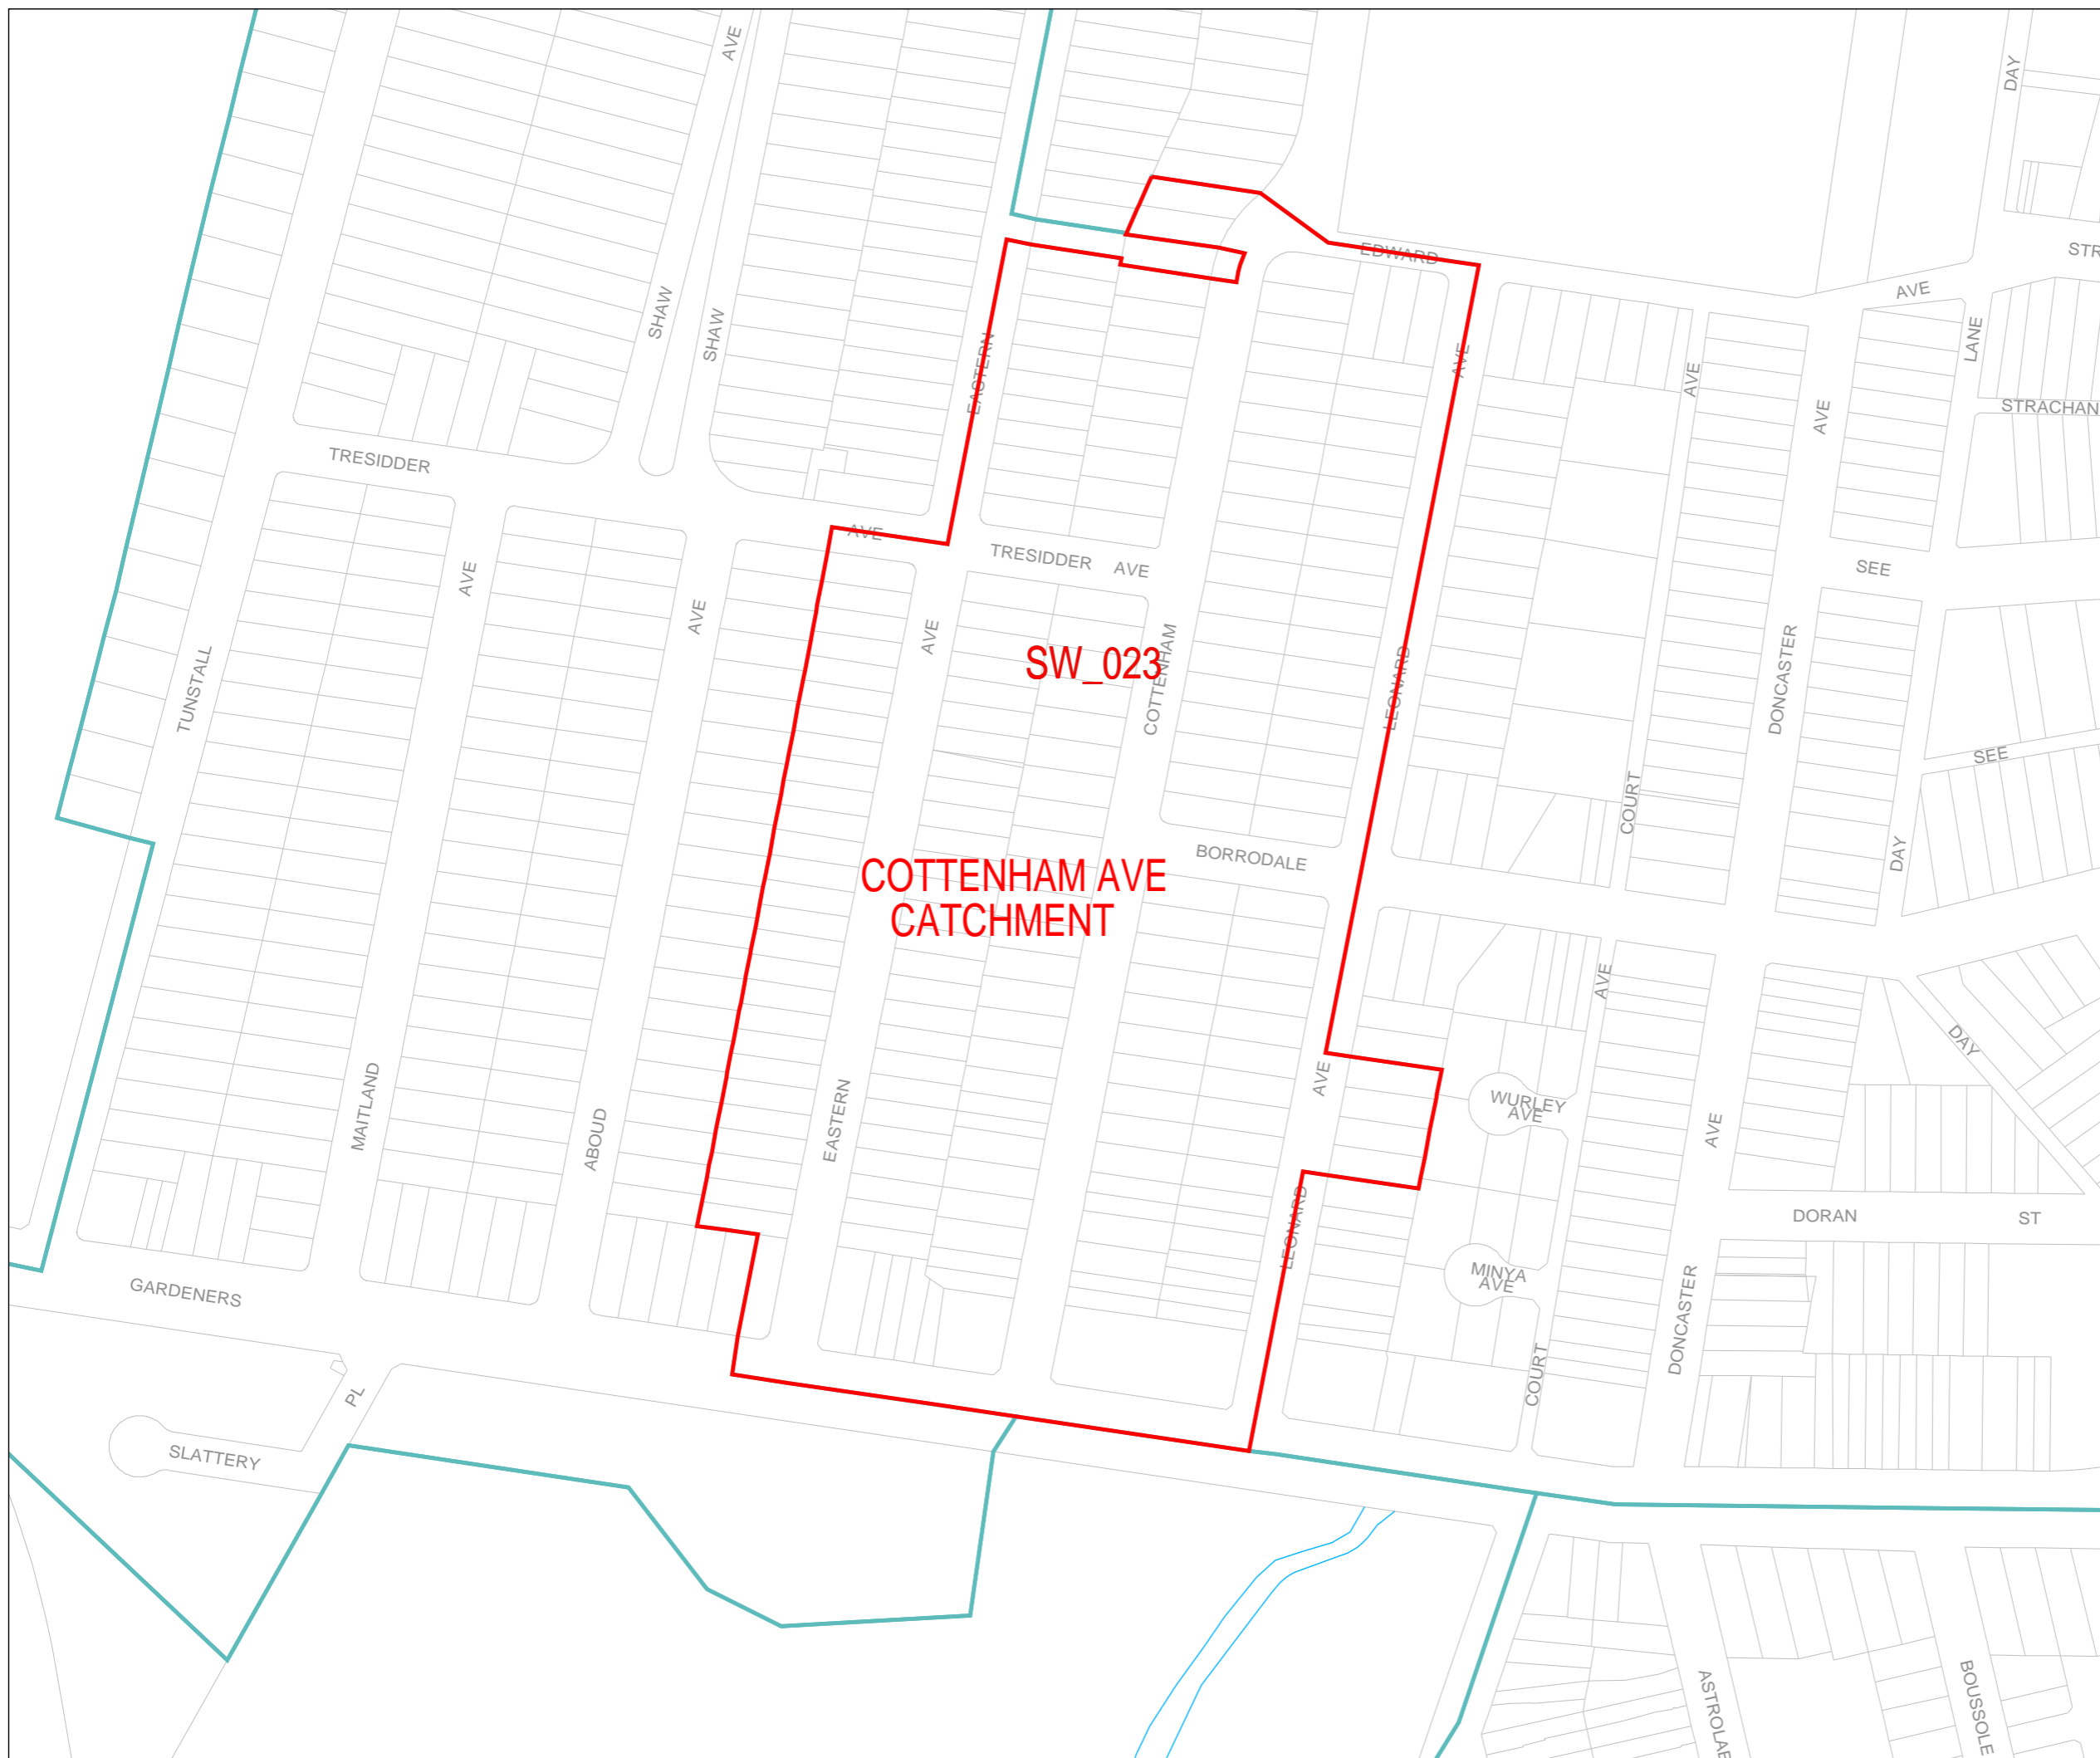 AVE
DAY
EDWARD
STR
AVE
SHAW
SHAW
EASTERN
AVE
AVE
LANE
AVE
STRACHAN
TRESIDDER
AVE
TRESIDDER AVE
SEE
AVE
AVE
AVE
SW_023
COTTENHAM
LEONARD
DONCASTER
TUNSTALL
SEE
COURT
DAY
BORRODALE
COTTENHAM AVE
CATCHMENT
AVE
DAY
AVE
WURLEY
AVE
AVE
MAITLAND
ABOUD
EASTERN
LEONARD
DORAN ST
MINYA
AVE
GARDENERS
DONCASTER
COURT
PL
SLATTERY
BOUSSOLE